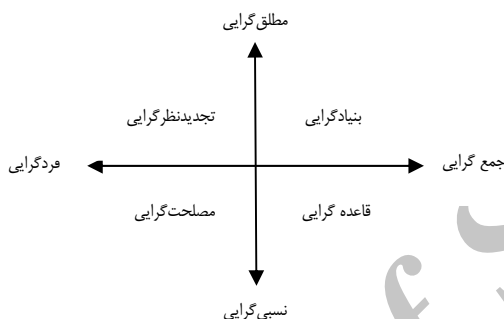 مطلق‌گرایی
بنیادگرایی تجدیدنظرگرایی
جمع گرایی فردگرایی
قاعده گرایی مصلحت‌گرایی
نسبی‌گرایی